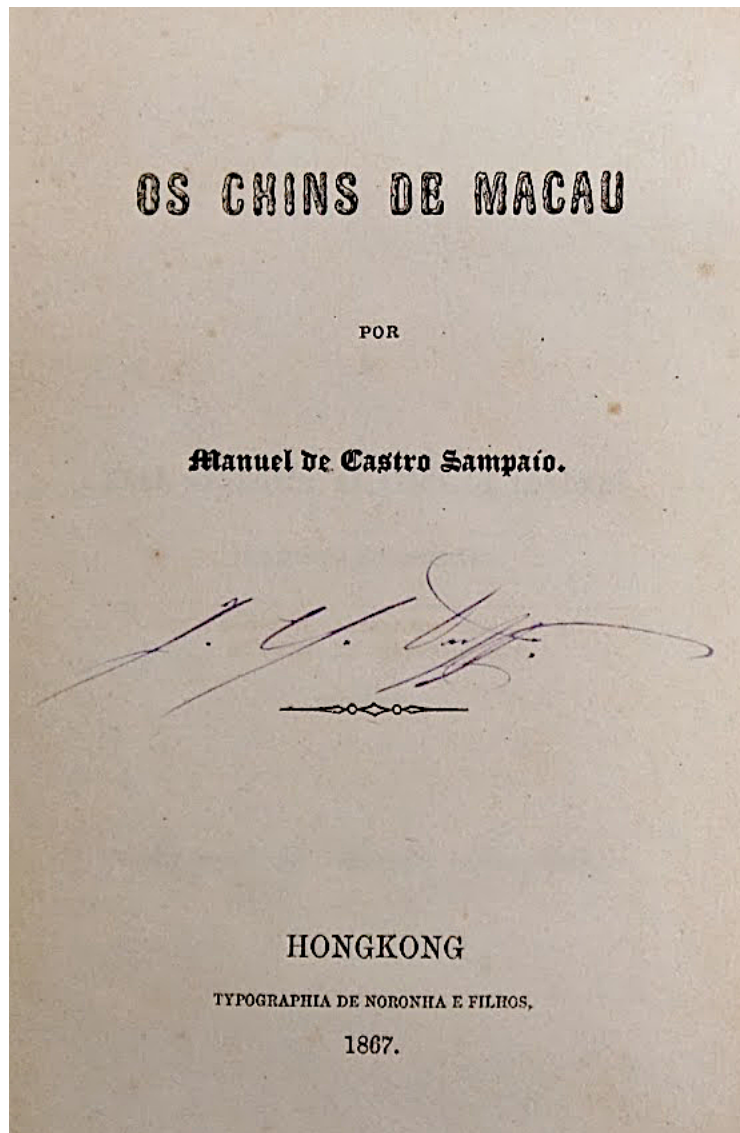 OS CHINS DE MACAU
POR
Manuel de Castro Sampaio.
HONGKONG
TYPOGRAPHIA DE NORONHA E FILHOS,
1867.